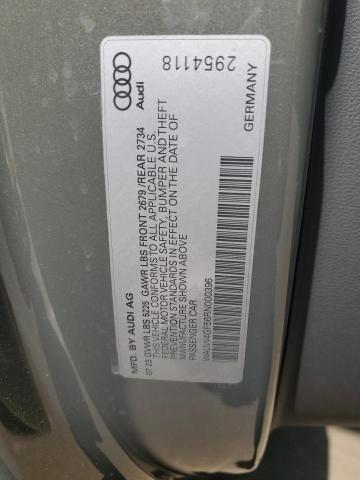 Audi
2954118
MFD. BY AUDI AG
GERMANY
07 23 GVWR LBS 5225 GAWR LBS FRONT 2679 /REAR 2734
THIS VEHICLE CONFORMS TO ALL APPLICABLE U.S.
FEDERAL MOTOR VEHICLE SAFETY, BUMPER AND THEFT
PREVENTION STANDARDS IN EFFECT ON THE DATE OF
MANUFACTURE SHOWN ABOVE
PASSENGER CAR